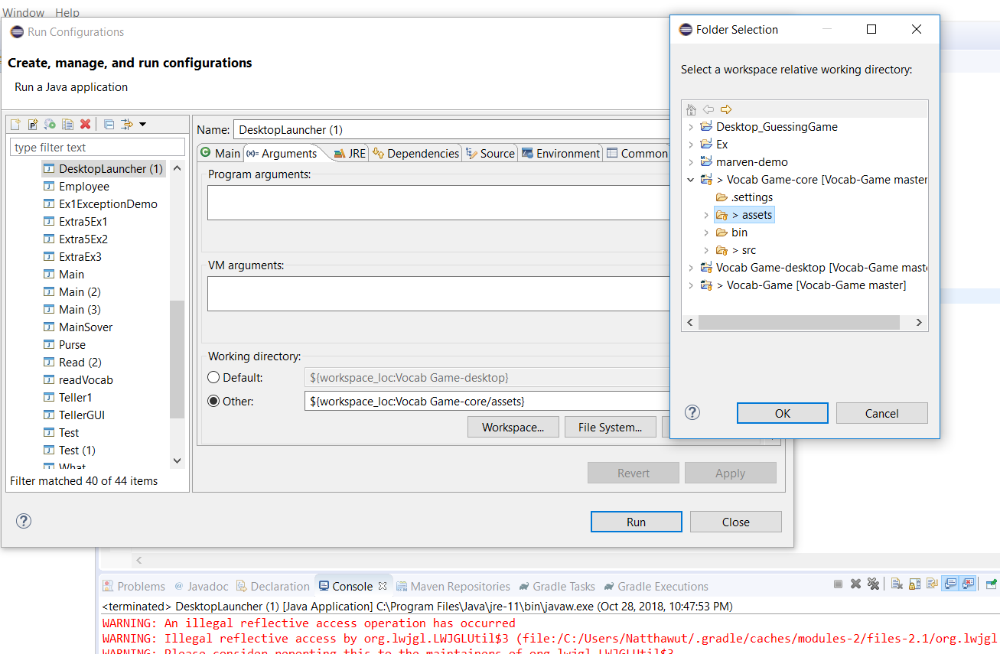 Window Help
Run Configurations
Create, manage, and run configurations
Run a Java application
type filter text
DesktopLauncher (1)
Employee
Ex1ExceptionDemo
Extra5Ex1
Extra5Ex2
ExtraEx3
Main
Main (2)
Main (3)
MainSover
Purse
Read (2)
readVocab
Teller1
TellerGUI
Test
Test (1)
What
Filter matched 40 of 44 items
Name: DesktopLauncher (1)
Main (x)= Arguments JRE Dependencies Source Environment Common
Program arguments:
VM arguments:
Working directory:
Default: ${workspace_loc:Vocab Game-desktop}
Other: ${workspace_loc:Vocab Game-core/assets}
Workspace... File System...
Revert Apply
Run Close
Folder Selection
Select a workspace relative working directory:
Desktop_GuessingGame
Ex
marven-demo
> Vocab Game-core [Vocab-Game master
.settings
> assets
bin
> src
Vocab Game-desktop [Vocab-Game maste
> Vocab-Game [Vocab-Game master]
OK Cancel
Problems @ Javadoc Declaration Console Maven Repositories Gradle Tasks Gradle Executions
<terminated> DesktopLauncher (1) [Java Application] C:\Program Files\Java\jre-11\bin\javaw.exe (Oct 28, 2018, 10:47:53 PM)
WARNING: An illegal reflective access operation has occurred
WARNING: Illegal reflective access by org.lwjgl.LWJGLUtil$3 (file:/C:/Users/Natthawut/.gradle/caches/modules-2/files-2.1/org.lwjgl
WARNING: Please consider reporting this to the maintainers of org.lwjgl.LWJGLUtil$3